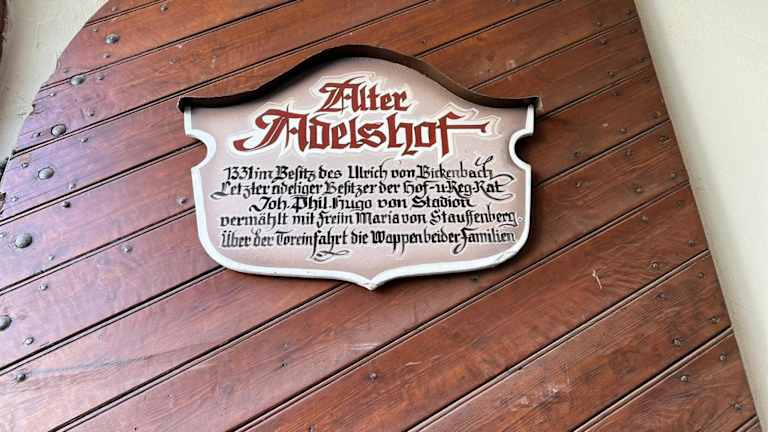 Alter
Adelshof
1331 im Besitz des Ulrich von Bickenbach
Letzter adeliger Besitzer der Hof-u.Reg-Rat
Joh. Phil. Hugo von Stadion
vermählt mit Freiin Maria von Stauffenberg.
Über der Toreinfahrt die Wappen beider Familien